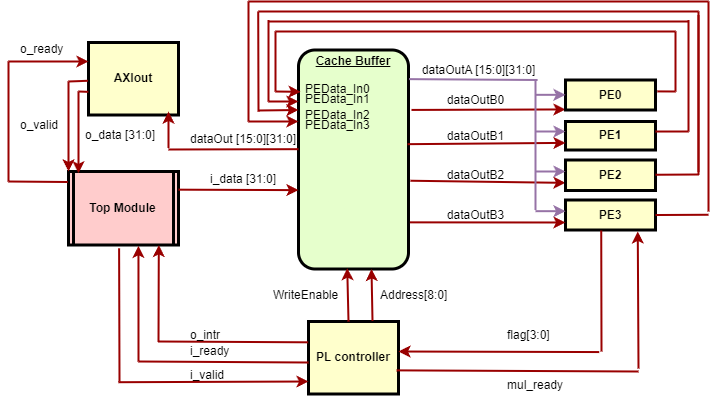 o_ready
AXIout
o_valid
o_data [31:0]
dataOut [15:0][31:0]
Top Module
i_data [31:0]
Cache Buffer
PEData_In0
PEData_In1
PEData_In2
PEData_In3
dataOutA [15:0][31:0]
dataOutB0
dataOutB1
dataOutB2
dataOutB3
PE0
PE1
PE2
PE3
WriteEnable
Address[8:0]
o_intr
i_ready
i_valid
PL controller
flag[3:0]
mul_ready